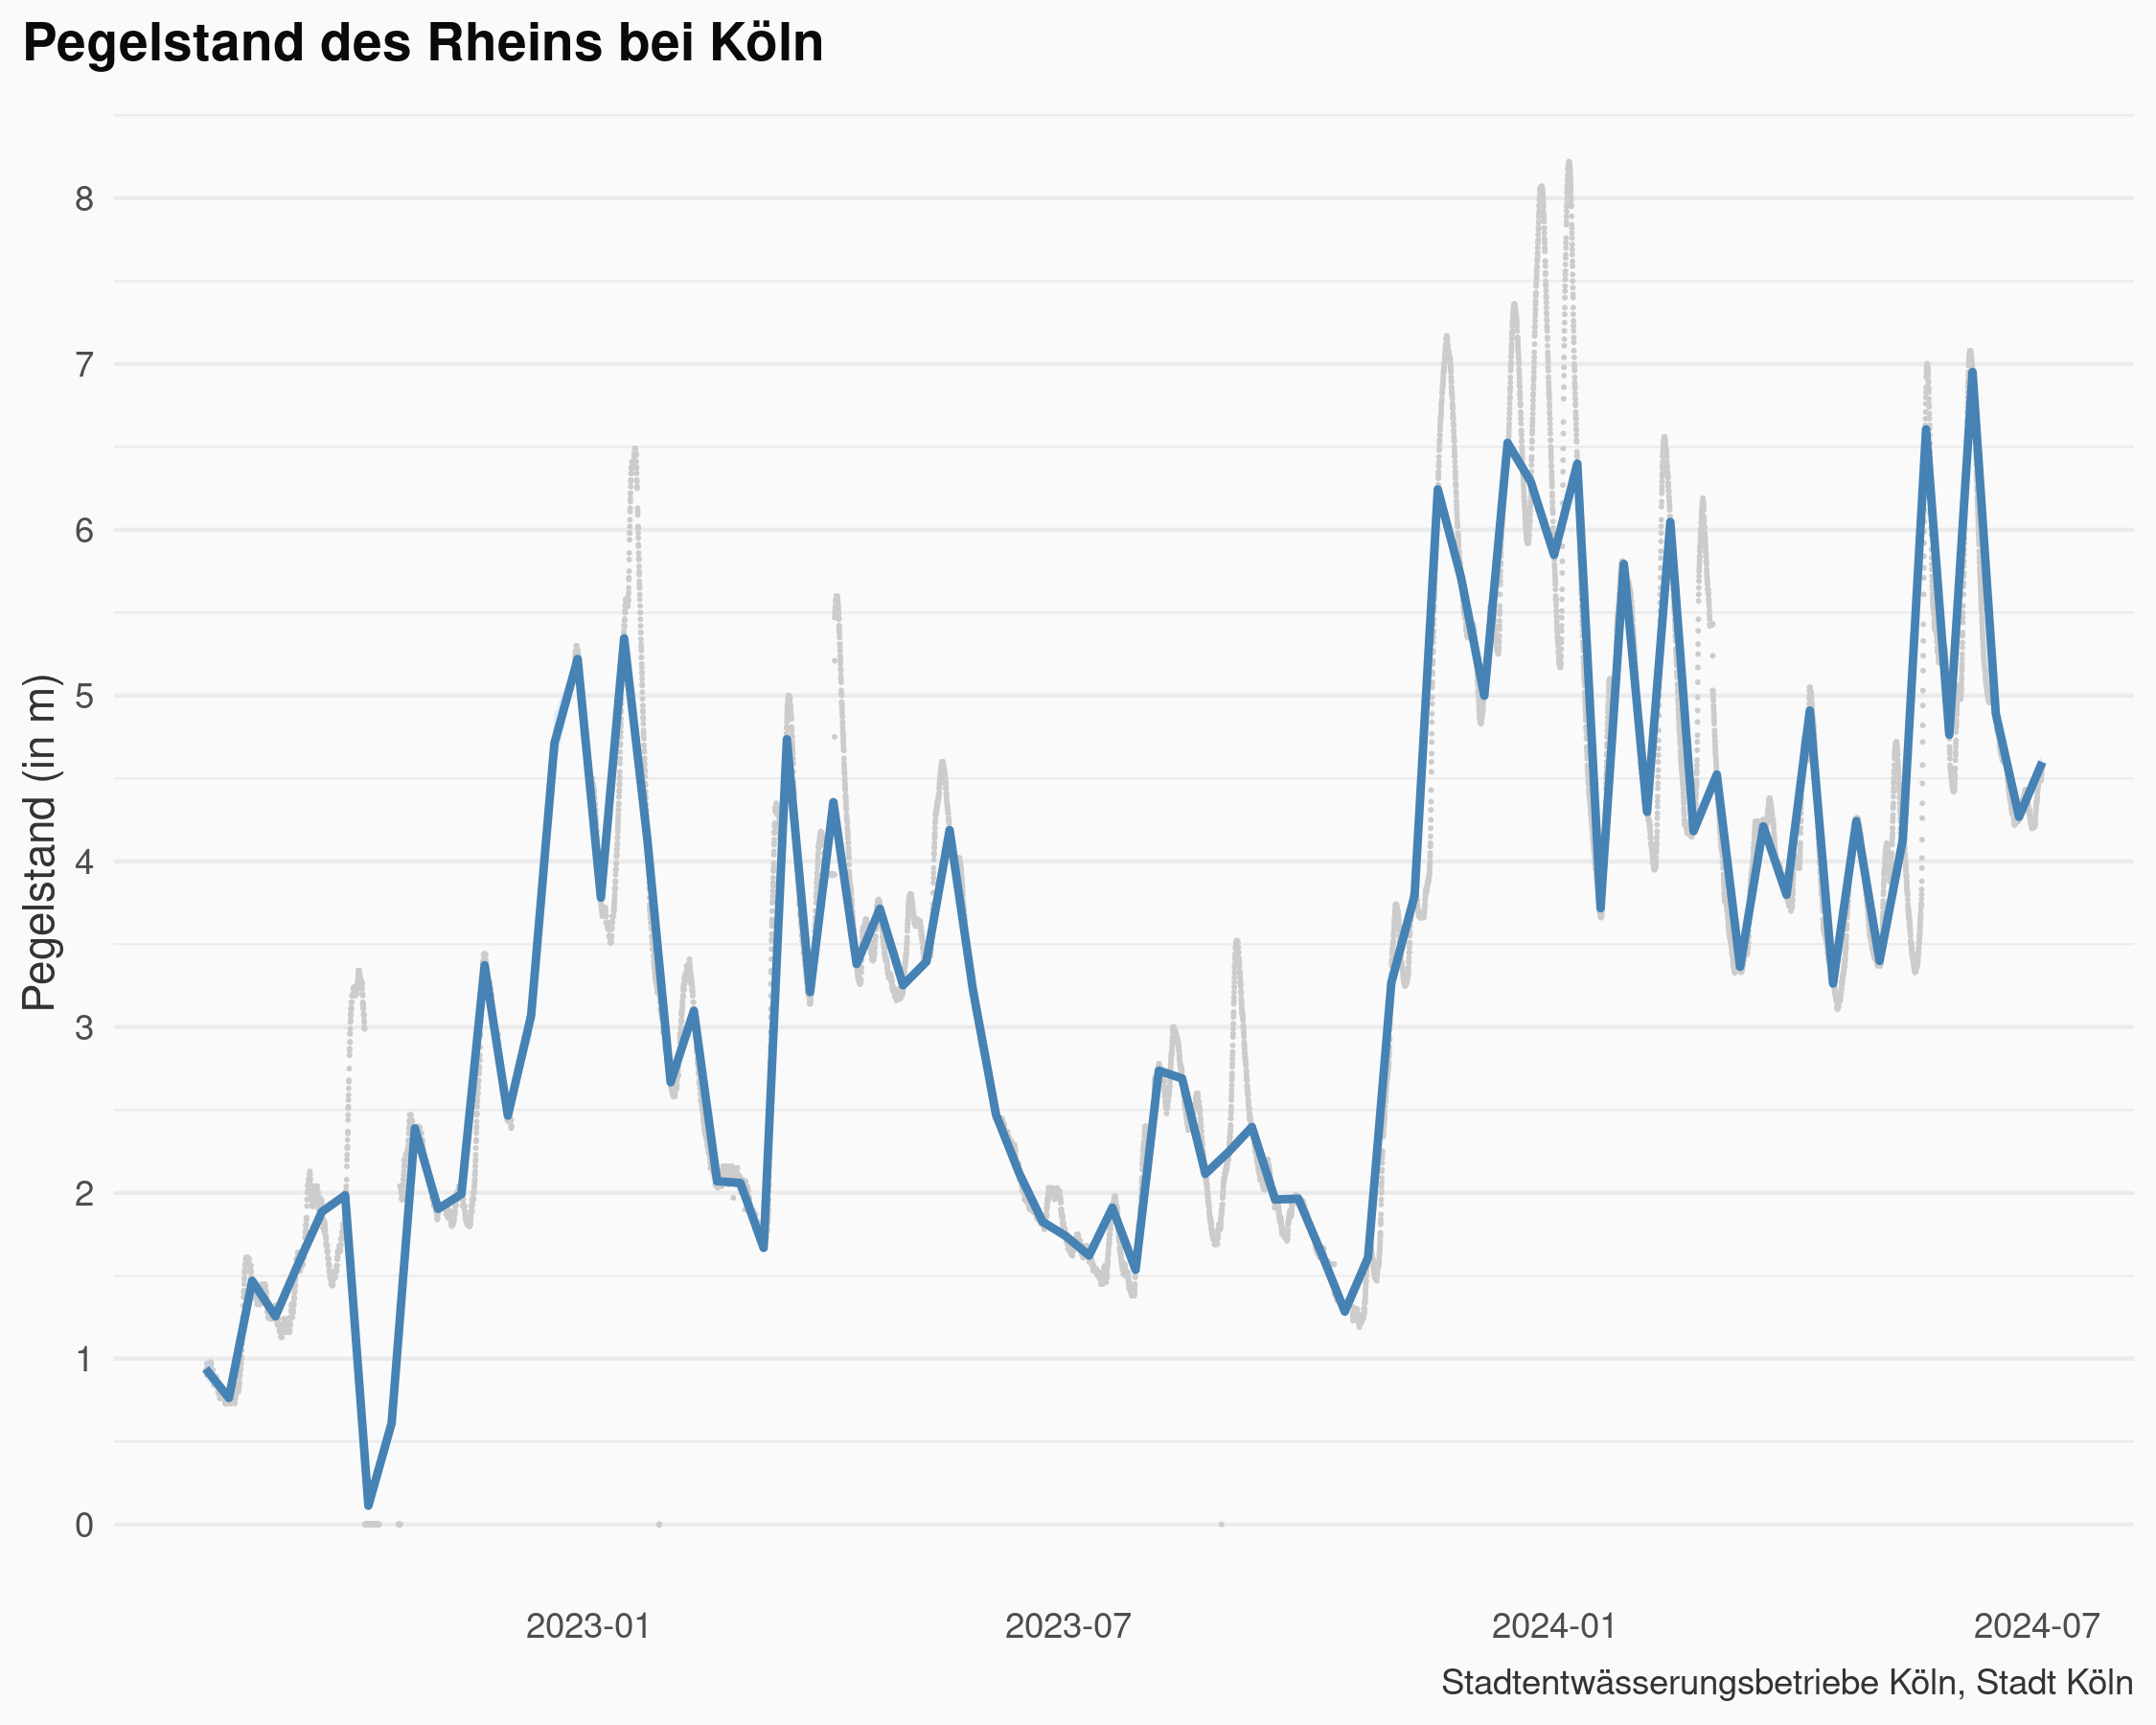 Pegelstand des Rheins bei Köln
Pegelstand (in m)
8
7
6
5
4
3
2
1
0
2023-01 2023-07 2024-01 2024-07
Stadtentwässerungsbetriebe Köln, Stadt Köln